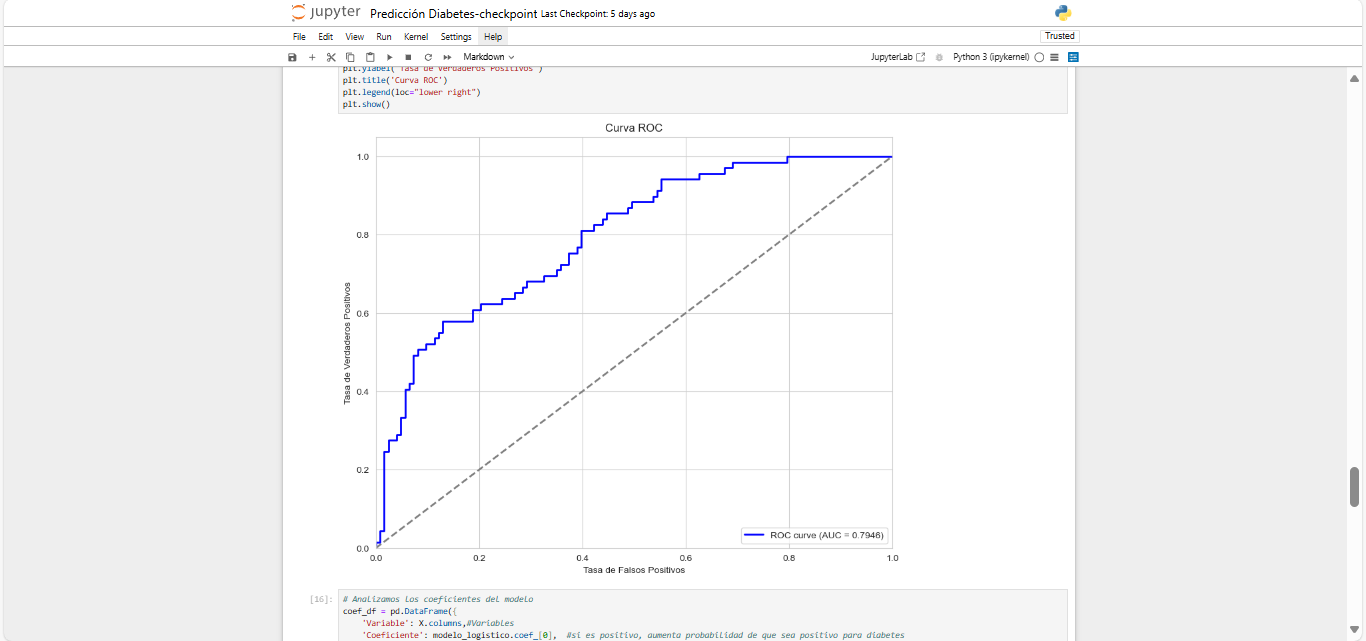 jupyter Predicción Diabetes-checkpoint Last Checkpoint: 5 days ago
File Edit View Run Kernel Settings Help
Trusted
Markdown
JupyterLab
Python 3 (ipykernel)
plt.ylabel('Tasa de Verdaderos Positivos')
plt.title('Curva ROC')
plt.legend(loc="lower right")
plt.show()
Curva ROC
1.0
0.8
0.6
0.4
0.2
0.0
Tasa de Verdaderos Positivos
ROC curve (AUC = 0.7946)
0.0 0.2 0.4 0.6 0.8 1.0
Tasa de Falsos Positivos
[16]:
# Analizamos los coeficientes del modelo
coef_df = pd.DataFrame({
'Variable': X.columns,#Variables
'Coeficiente': modelo_logistico.coef_[0], #si es positivo, aumenta probabilidad de que sea positivo para diabetes